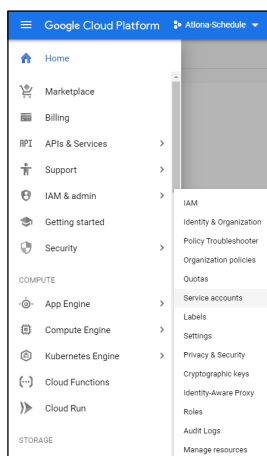 Google Cloud Platform
Atlona-Schedule
Home
Marketplace
Billing
API APIs & Services
Support
IAM & admin
Getting started
Security
COMPUTE
App Engine
Compute Engine
Kubernetes Engine
Cloud Functions
Cloud Run
STORAGE
IAM
Identity & Organization
Policy Troubleshooter
Organization policies
Quotas
Service accounts
Labels
Settings
Privacy & Security
Cryptographic keys
Identity-Aware Proxy
Roles
Audit Logs
Manage resources